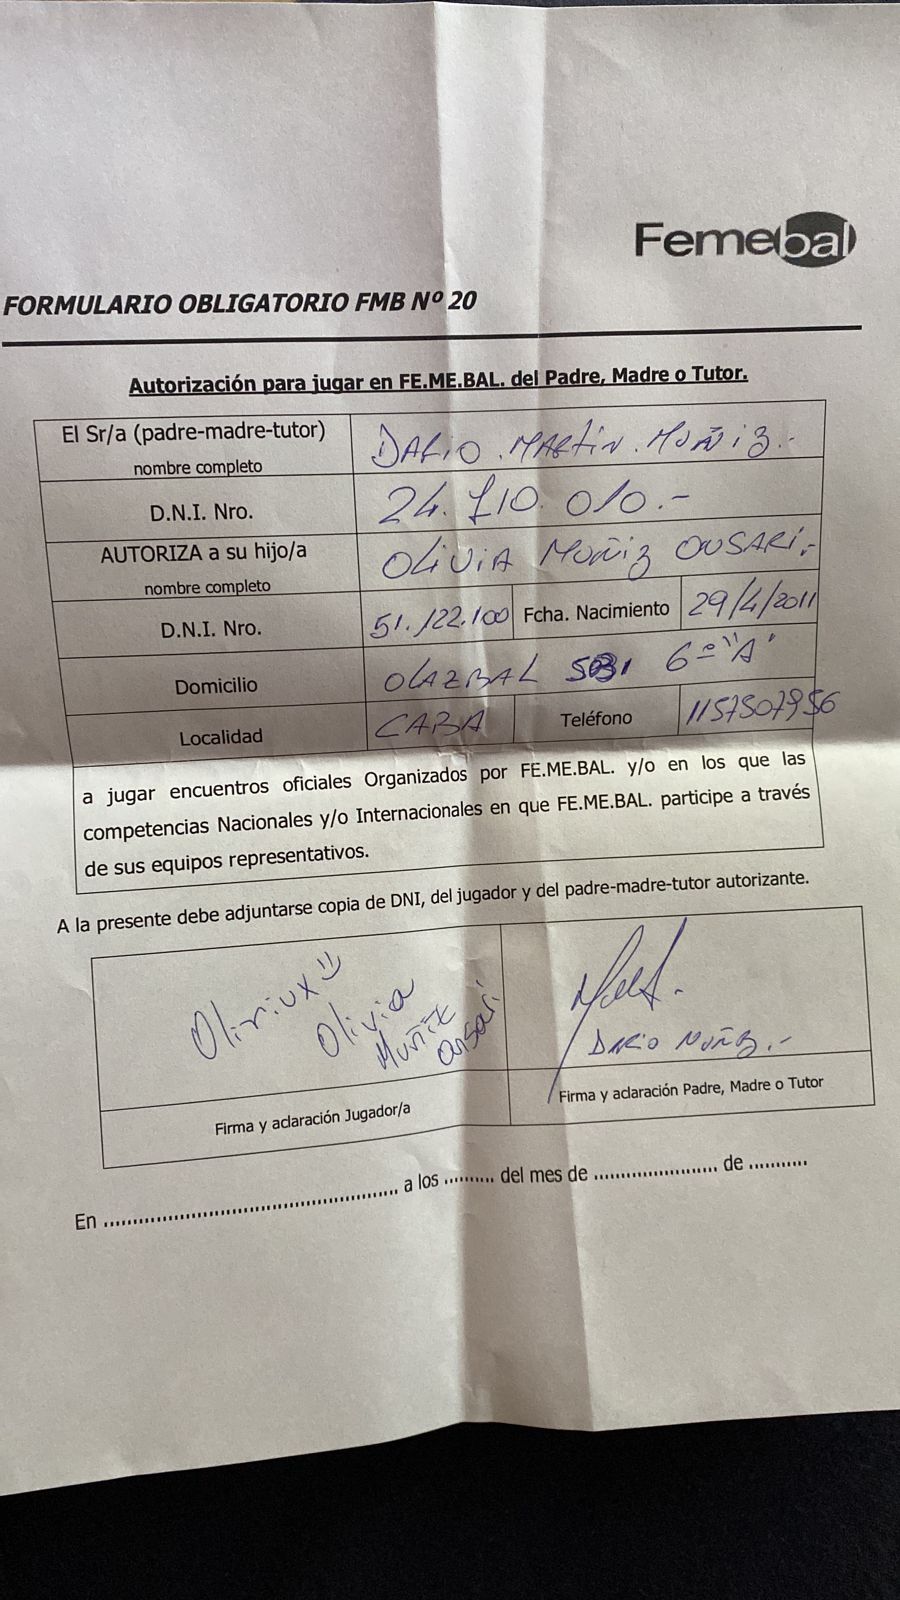 Femebal
FORMULARIO OBLIGATORIO FMB Nº 20
Autorización para jugar en FE.ME.BAL. del Padre, Madre o Tutor.
El Sr/a (padre-madre-tutor)
nombre completo
DARIO. MARTIN. MUÑIZ.-
D.N.I. Nro.
24. 010.-
AUTORIZA a su hijo/a
nombre completo
OLIVIA MUÑIZ OUSARI.-
D.N.I. Nro.
51.122.100
Fcha. Nacimiento
29/4/2011
Domicilio
OLAZBAL 6º "A"
Localidad
CABA
Teléfono
1157507956
a jugar encuentros oficiales Organizados por FE.ME.BAL. y/o en los que las
competencias Nacionales y/o Internacionales en que FE.ME.BAL. participe a través
de sus equipos representativos.
A la presente debe adjuntarse copia de DNI, del jugador y del padre-madre-tutor autorizante.
Olivia
Muñiz
Ousari
DARIO MUÑIZ.-
Firma y aclaración Jugador/a
Firma y aclaración Padre, Madre o Tutor
En .................................................... a los .......... del mes de ....................... de ...........